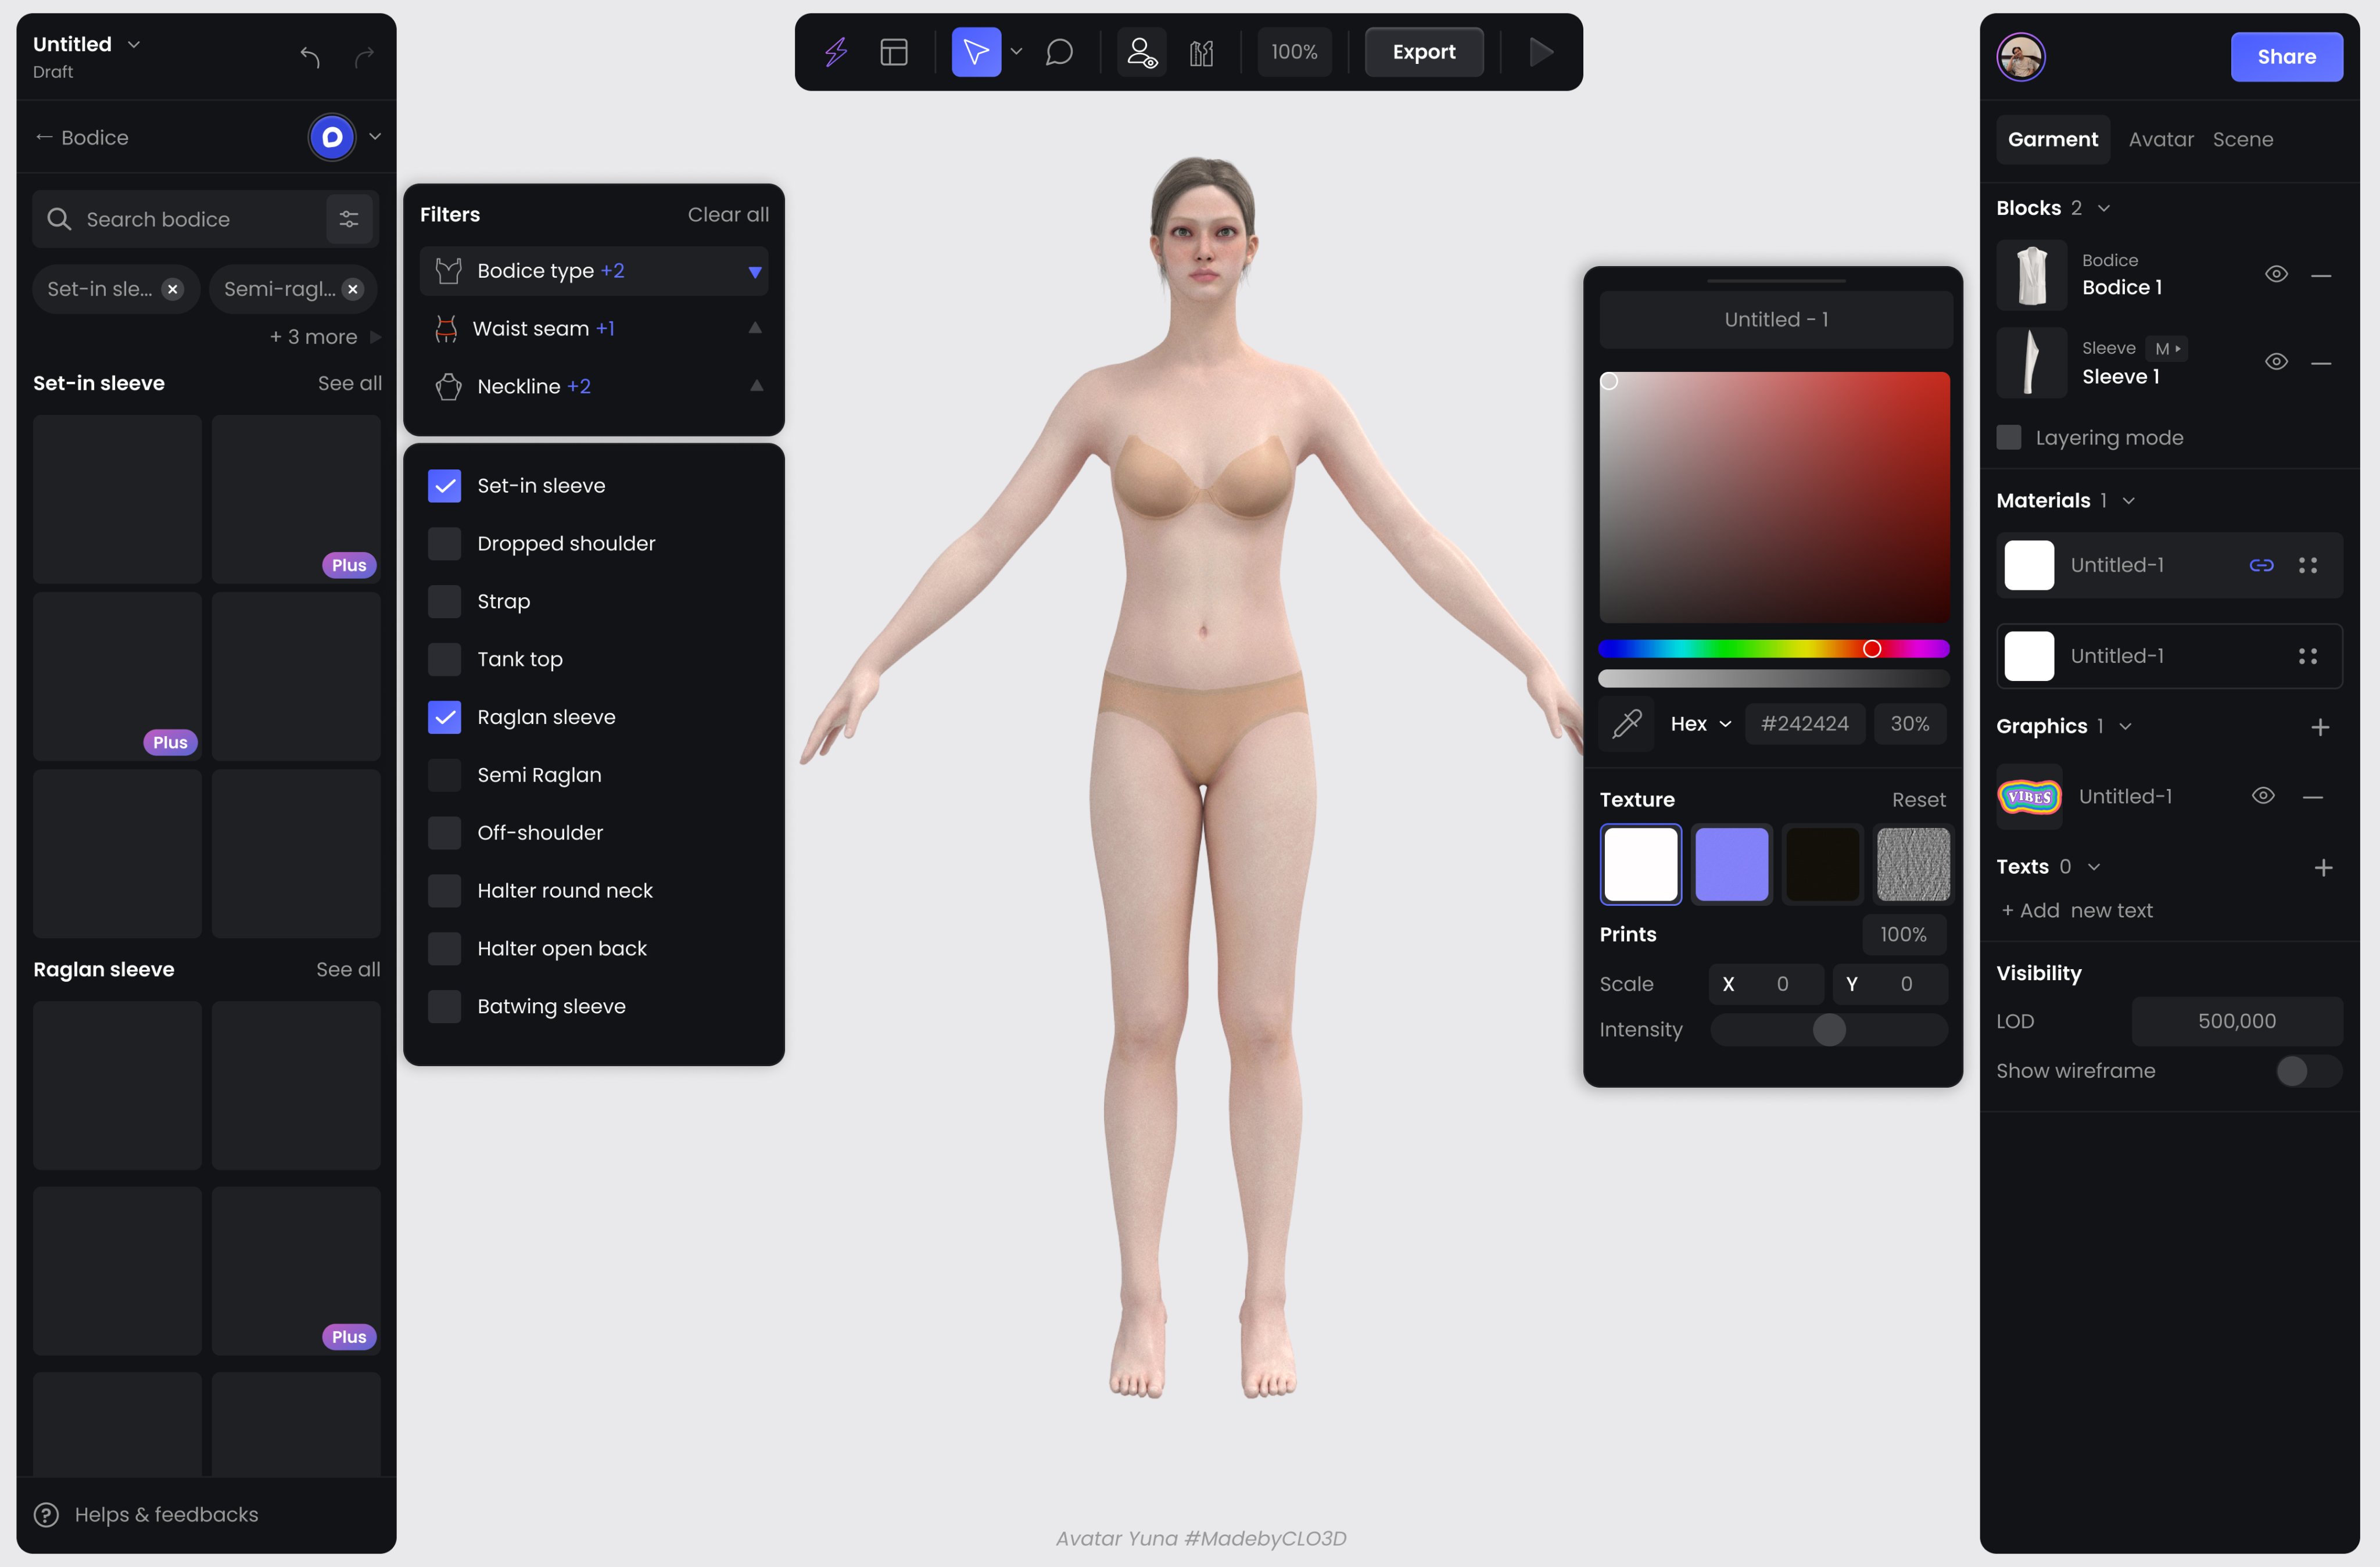 Untitled
Draft
Bodice
Search bodice
Set-in sle...
Semi-ragl...
+ 3 more
Set-in sleeve
See all
Plus
Plus
Raglan sleeve
See all
Plus
Helps & feedbacks
Filters
Clear all
Bodice type +2
Waist seam +1
Neckline +2
Set-in sleeve
Dropped shoulder
Strap
Tank top
Raglan sleeve
Semi Raglan
Off-shoulder
Halter round neck
Halter open back
Batwing sleeve
100%
Export
Avatar Yuna #MadebyCLO3D
Untitled - 1
Hex
#242424
30%
Texture
Reset
Prints
100%
Scale
X 0
Y 0
Intensity
Share
Garment
Avatar
Scene
Blocks 2
Bodice
Bodice 1
Sleeve M
Sleeve 1
Layering mode
Materials 1
Untitled-1
Untitled-1
Graphics 1
VIBES
Untitled-1
Texts 0
+ Add new text
Visibility
LOD
500,000
Show wireframe